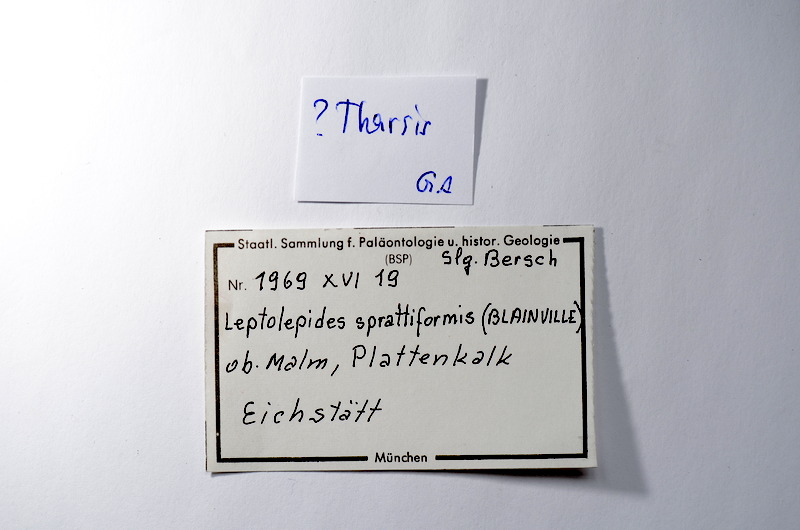 ? Tharsis
G.A
Staatl. Sammlung f. Paläontologie u. histor. Geologie
(BSP) Slg. Bersch
Nr. 1969 XVI 19
Leptolepides sprattiformis (BLAINVILLE)
ob. Malm, Plattenkalk
Eichstätt
München